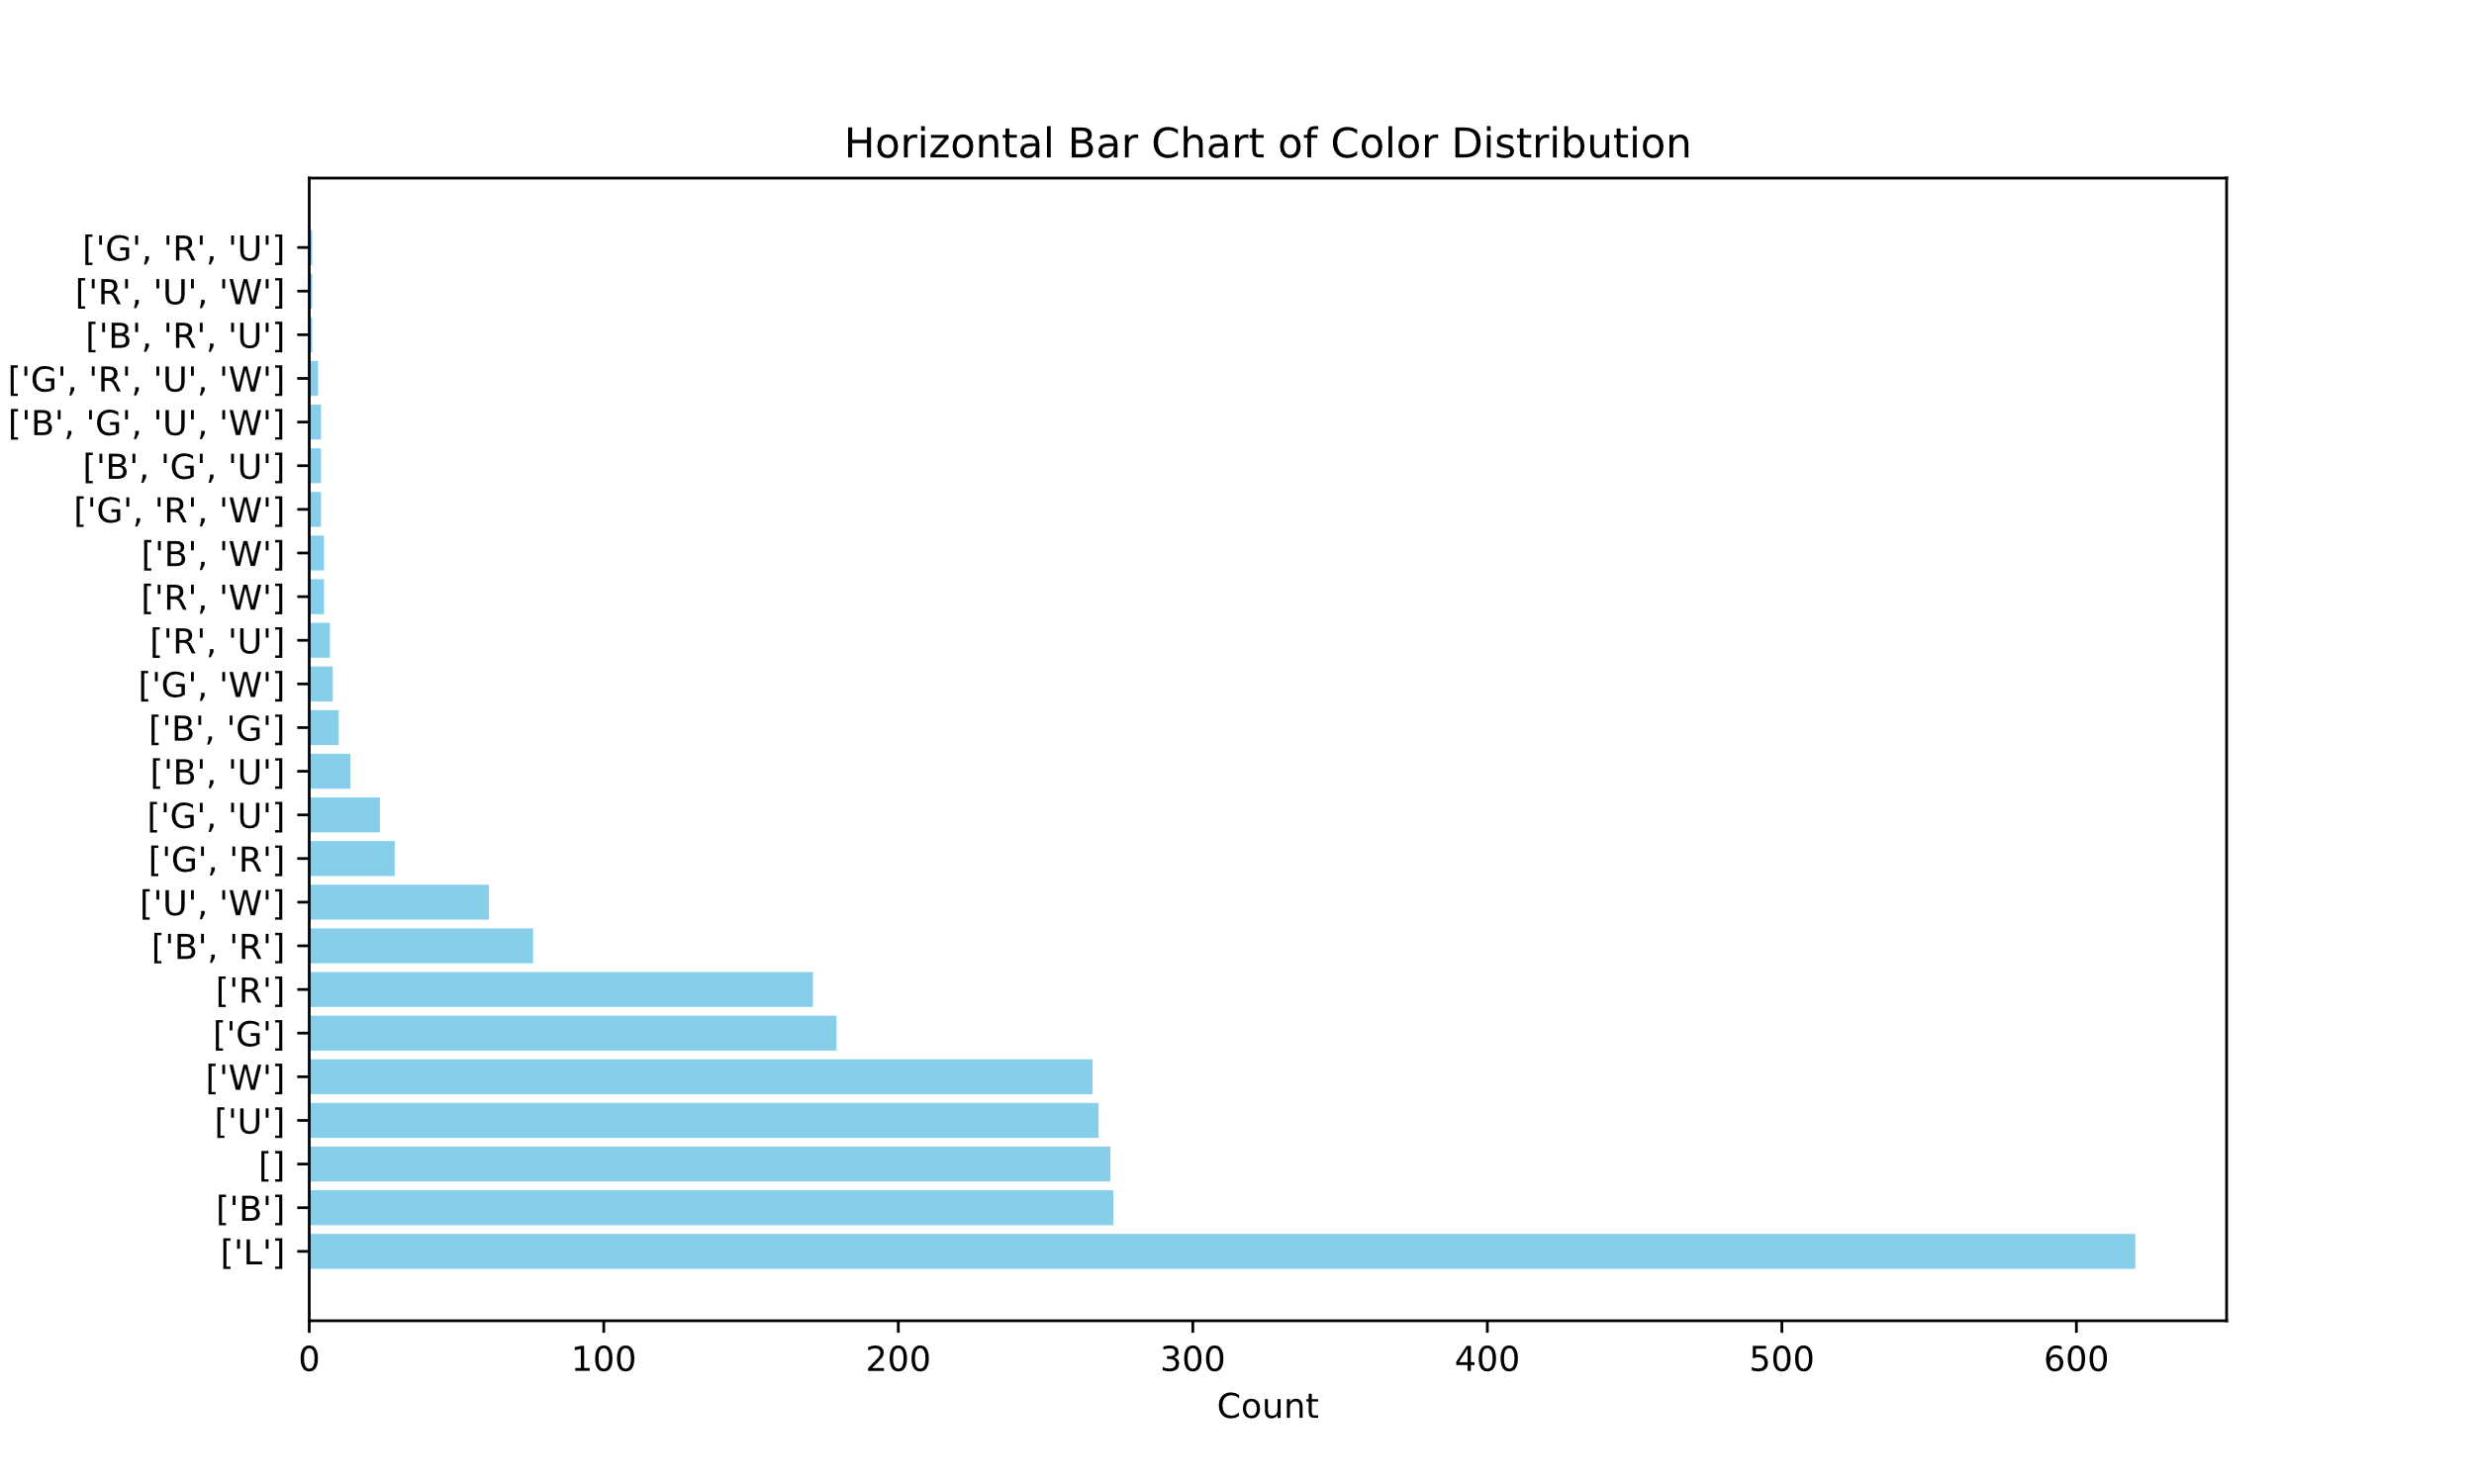 Horizontal Bar Chart of Color Distribution
['G', 'R', 'U']
['R', 'U', 'W']
['B', 'R', 'U']
['G', 'R', 'U', 'W']
['B', 'G', 'U', 'W']
['B', 'G', 'U']
['G', 'R', 'W']
['B', 'W']
['R', 'W']
['R', 'U']
['G', 'W']
['B', 'G']
['B', 'U']
['G', 'U']
['G', 'R']
['U', 'W']
['B', 'R']
['R']
['G']
['W']
['U']
[]
['B']
['L']
0 100 200 300 400 500 600
Count